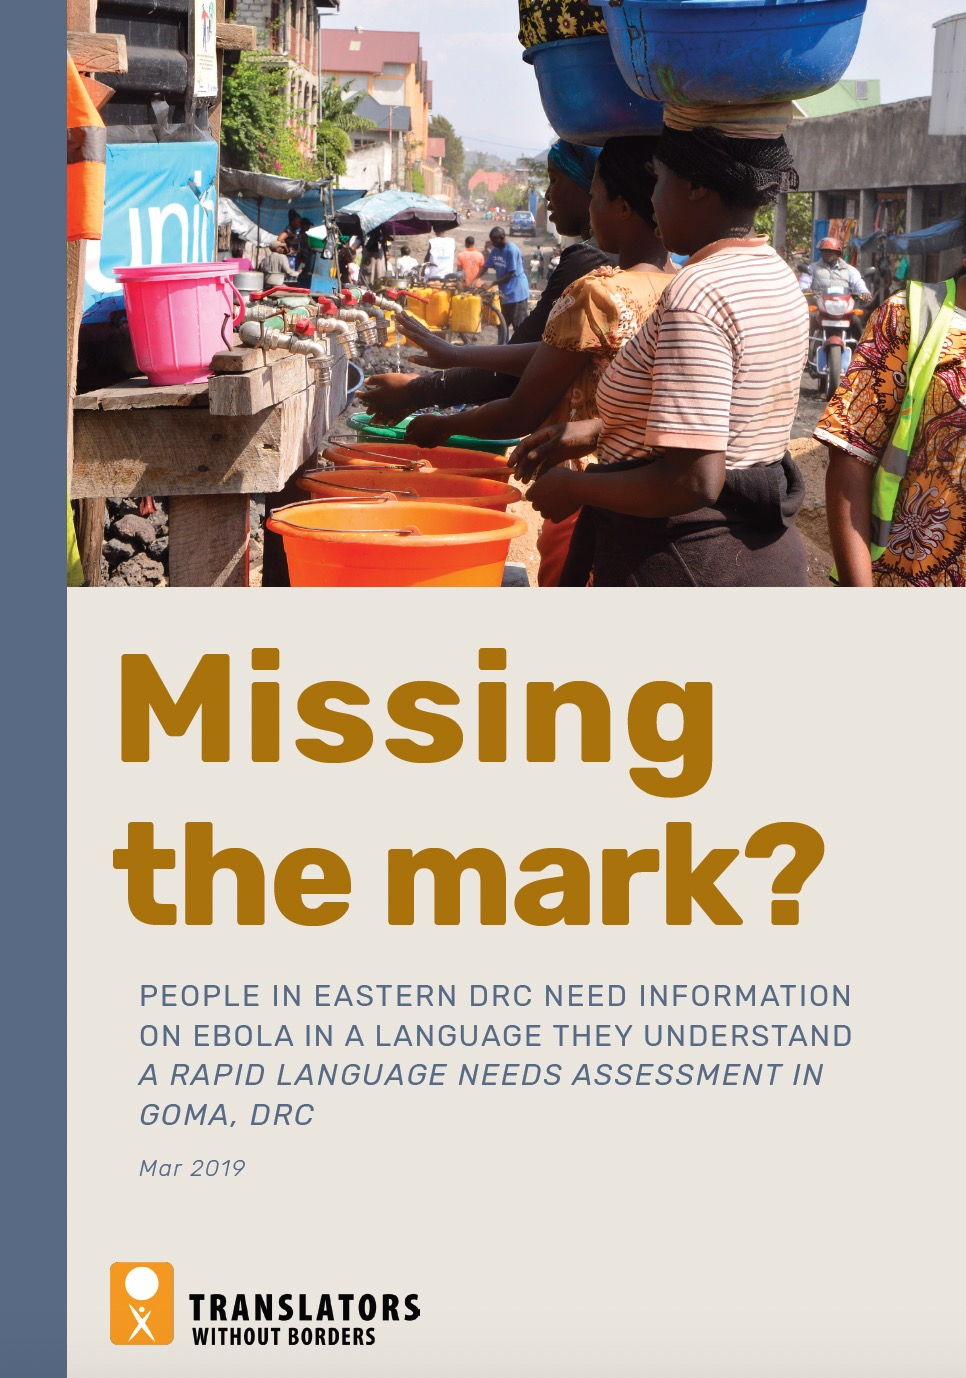 Missing
the mark?
PEOPLE IN EASTERN DRC NEED INFORMATION
ON EBOLA IN A LANGUAGE THEY UNDERSTAND
A RAPID LANGUAGE NEEDS ASSESSMENT IN
GOMA, DRC
Mar 2019
TRANSLATORS
WITHOUT BORDERS